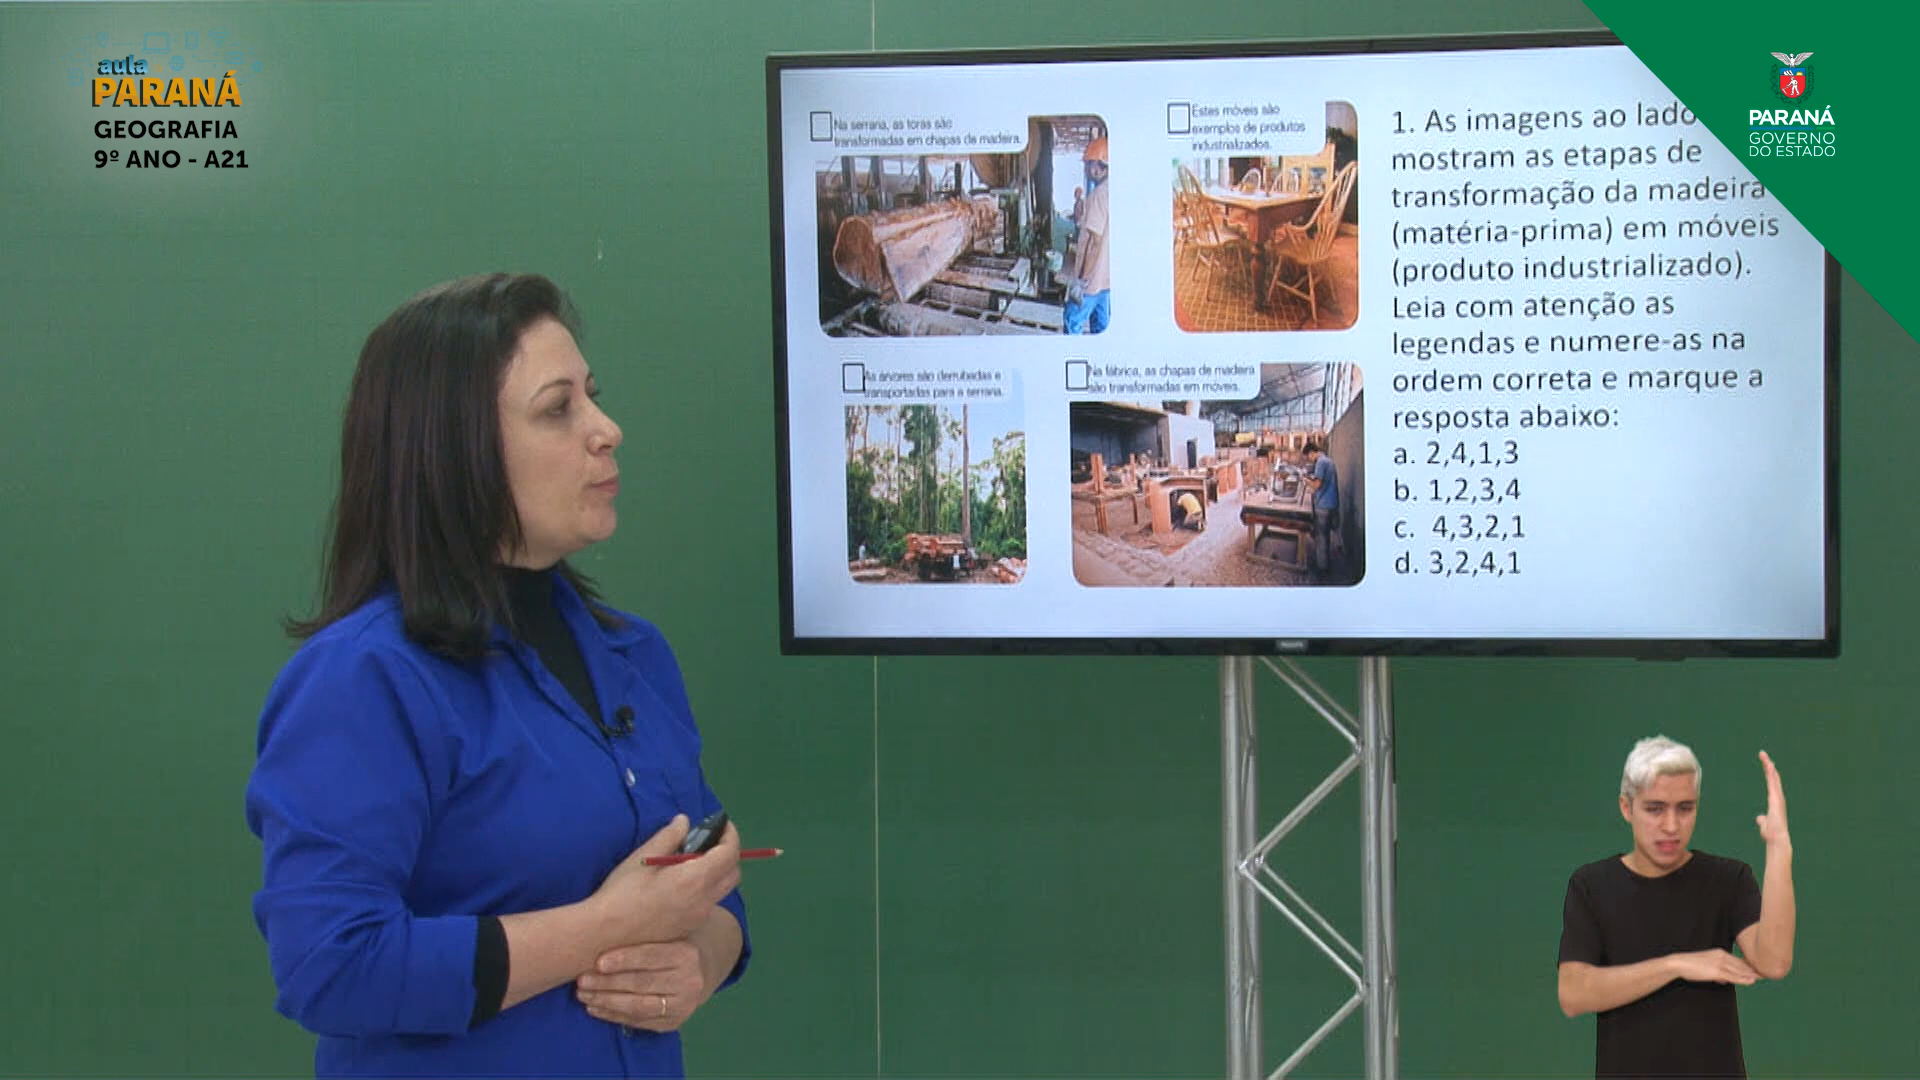 aula
PARANÁ
GEOGRAFIA
9º ANO - A21
Na serraria, as toras são
transformadas em chapas de madeira.
Estes móveis são
exemplos de produtos
industrializados.
As árvores são derrubadas e
transportadas para a serraria.
Na fábrica, as chapas de madeira
são transformadas em móveis.
1. As imagens ao lado
mostram as etapas de
transformação da madeira
(matéria-prima) em móveis
(produto industrializado).
Leia com atenção as
legendas e numere-as na
ordem correta e marque a
resposta abaixo:
a. 2,4,1,3
b. 1,2,3,4
c. 4,3,2,1
d. 3,2,4,1
PARANÁ
GOVERNO
DO ESTADO